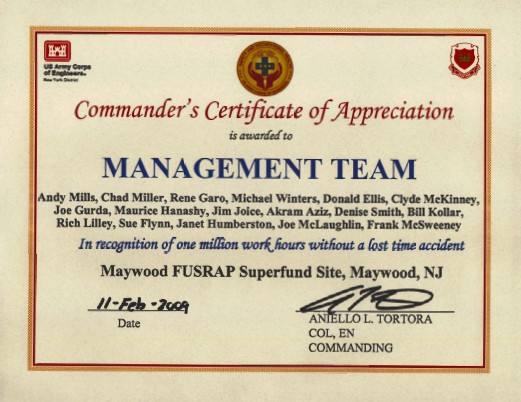 US Army Corps
of Engineers®
New York District
Commander's Certificate of Appreciation
is awarded to
MANAGEMENT TEAM
Andy Mills, Chad Miller, Rene Garo, Michael Winters, Donald Ellis, Clyde McKinney,
Joe Gurda, Maurice Hanashy, Jim Joice, Akram Aziz, Denise Smith, Bill Kollar,
Rich Lilley, Sue Flynn, Janet Humberston, Joe McLaughlin, Frank McSweeney
In recognition of one million work hours without a lost time accident
Maywood FUSRAP Superfund Site, Maywood, NJ
11-Feb-2009
Date
ANIELLO L. TORTORA
COL, EN
COMMANDING